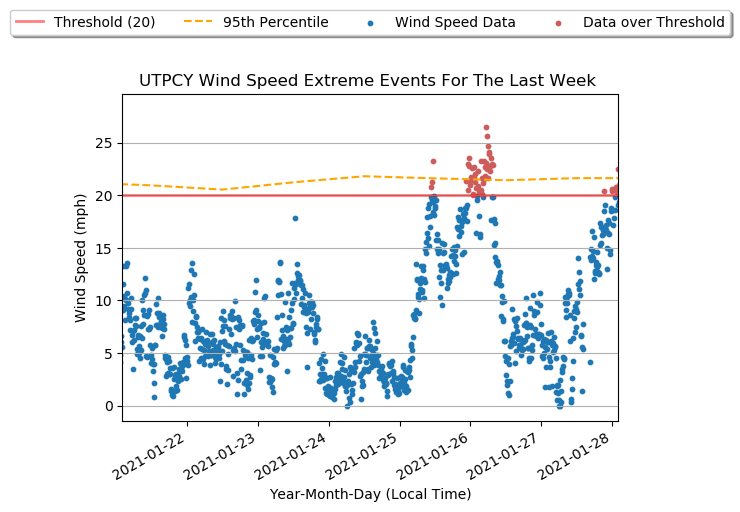 Threshold (20) 95th Percentile Wind Speed Data Data over Threshold
UTPCY Wind Speed Extreme Events For The Last Week
Wind Speed (mph)
25
20
15
10
5
0
2021-01-22 2021-01-23 2021-01-24 2021-01-25 2021-01-26 2021-01-27 2021-01-28
Year-Month-Day (Local Time)